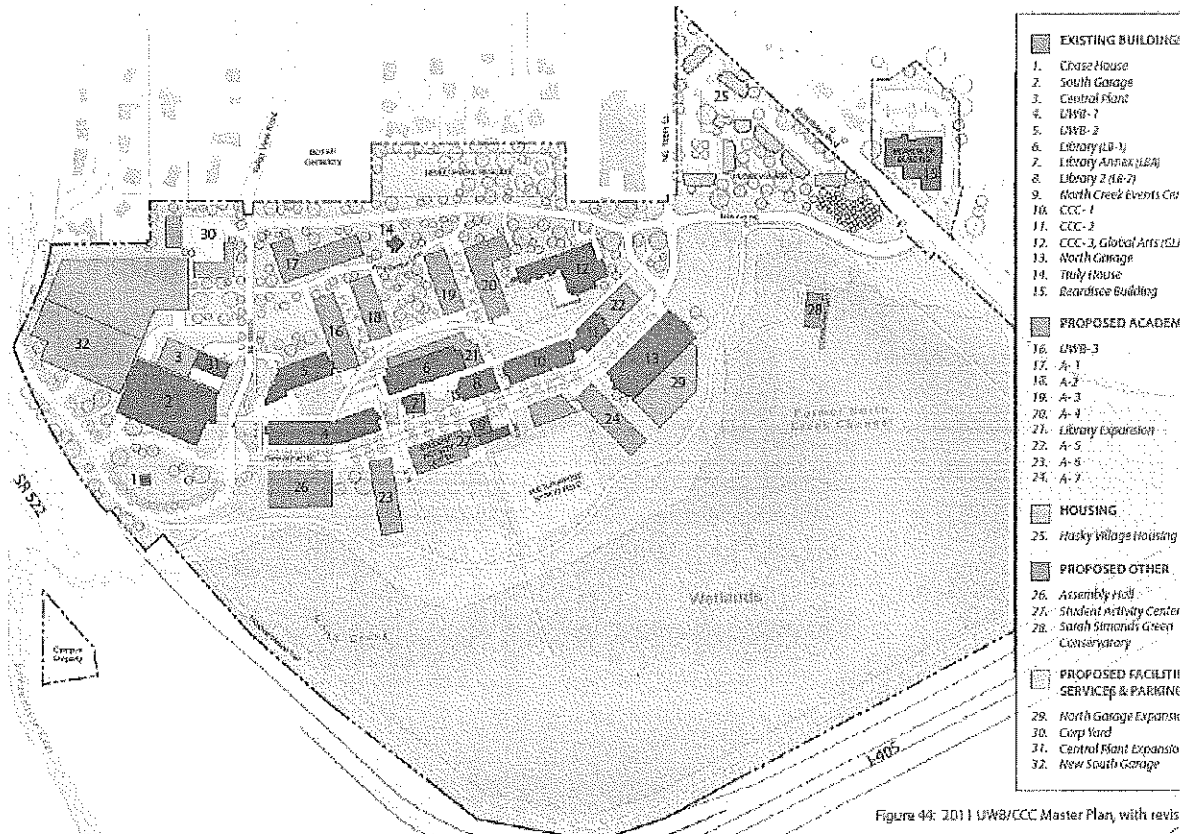 EXISTING BUILDINGS
1. Chase House
2. South Garage
3. Central Plant
4. UWB-1
5. UWB-2
6. Library (LB-1)
7. Library Annex (LBA)
8. Library 2 (LB-2)
9. North Creek Events Cen
10. CCC-1
11. CCC-2
12. CCC-3, Global Arts (GL
13. North Garage
14. Truly House
15. Beardslee Building
PROPOSED ACADEM
16. UWB-3
17. A-1
18. A-2
19. A-3
20. A-4
21. Library Expansion
22. A-5
23. A-6
24. A-7
HOUSING
25. Husky Village Housing
PROPOSED OTHER
26. Assembly Hall
27. Student Activity Center
28. Sarah Simonds Green
Conservatory
PROPOSED FACILITIE
SERVICES & PARKING
29. North Garage Expansio
30. Corp Yard
31. Central Plant Expansio
32. New South Garage
25
30
14
17
12
20
19
28
22
18
16
32
3
31
5
6
21
10
13
29
2
8
7
24
4
27
26
23
1
SR 522
Wetlands
I-405
Campus
Figure 44: 2011 UWB/CCC Master Plan, with revis